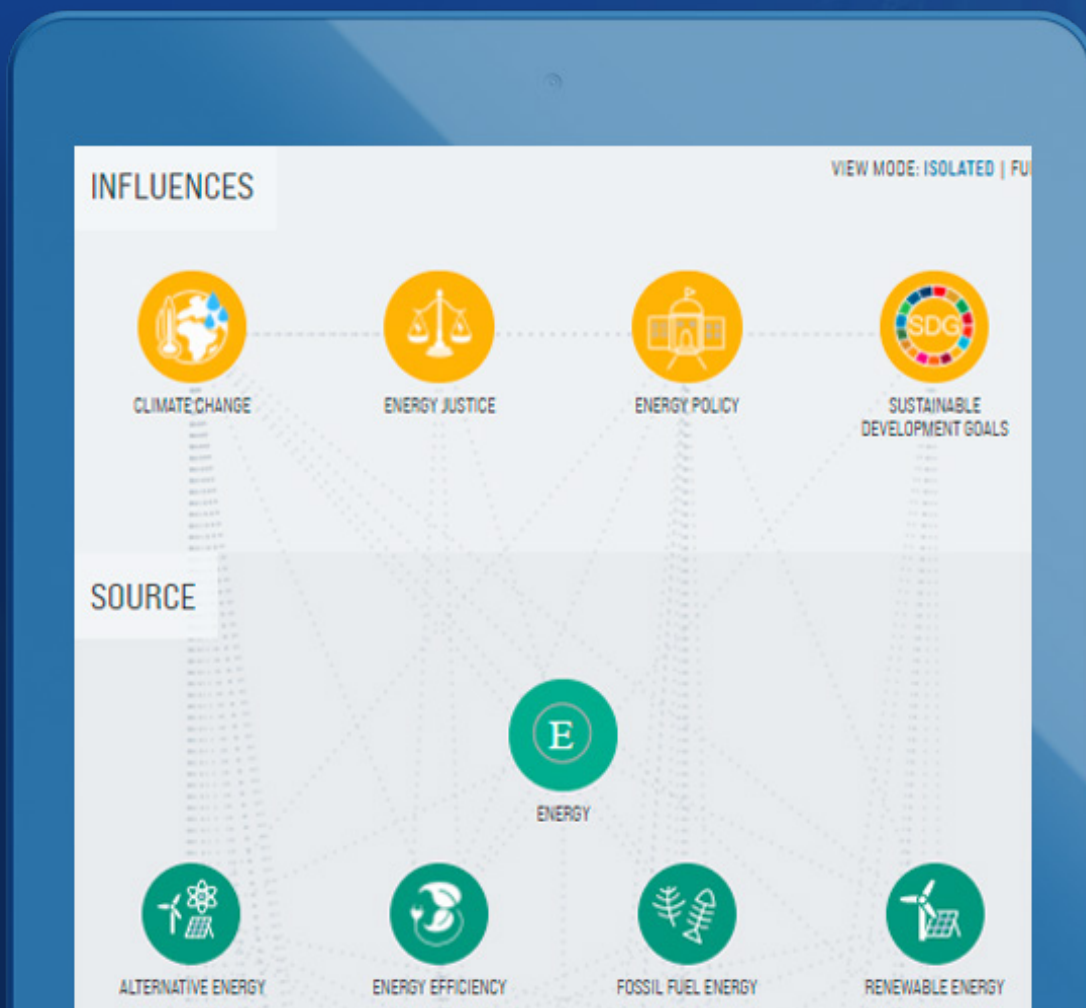 INFLUENCES
VIEW MODE: ISOLATED |
SDG
CLIMATE CHANGE
ENERGY JUSTICE
ENERGY POLICY
SUSTAINABLE
DEVELOPMENT GOALS
SOURCE
E
ENERGY
ALTERNATIVE ENERGY
ENERGY EFFICIENCY
FOSSIL FUEL ENERGY
RENEWABLE ENERGY